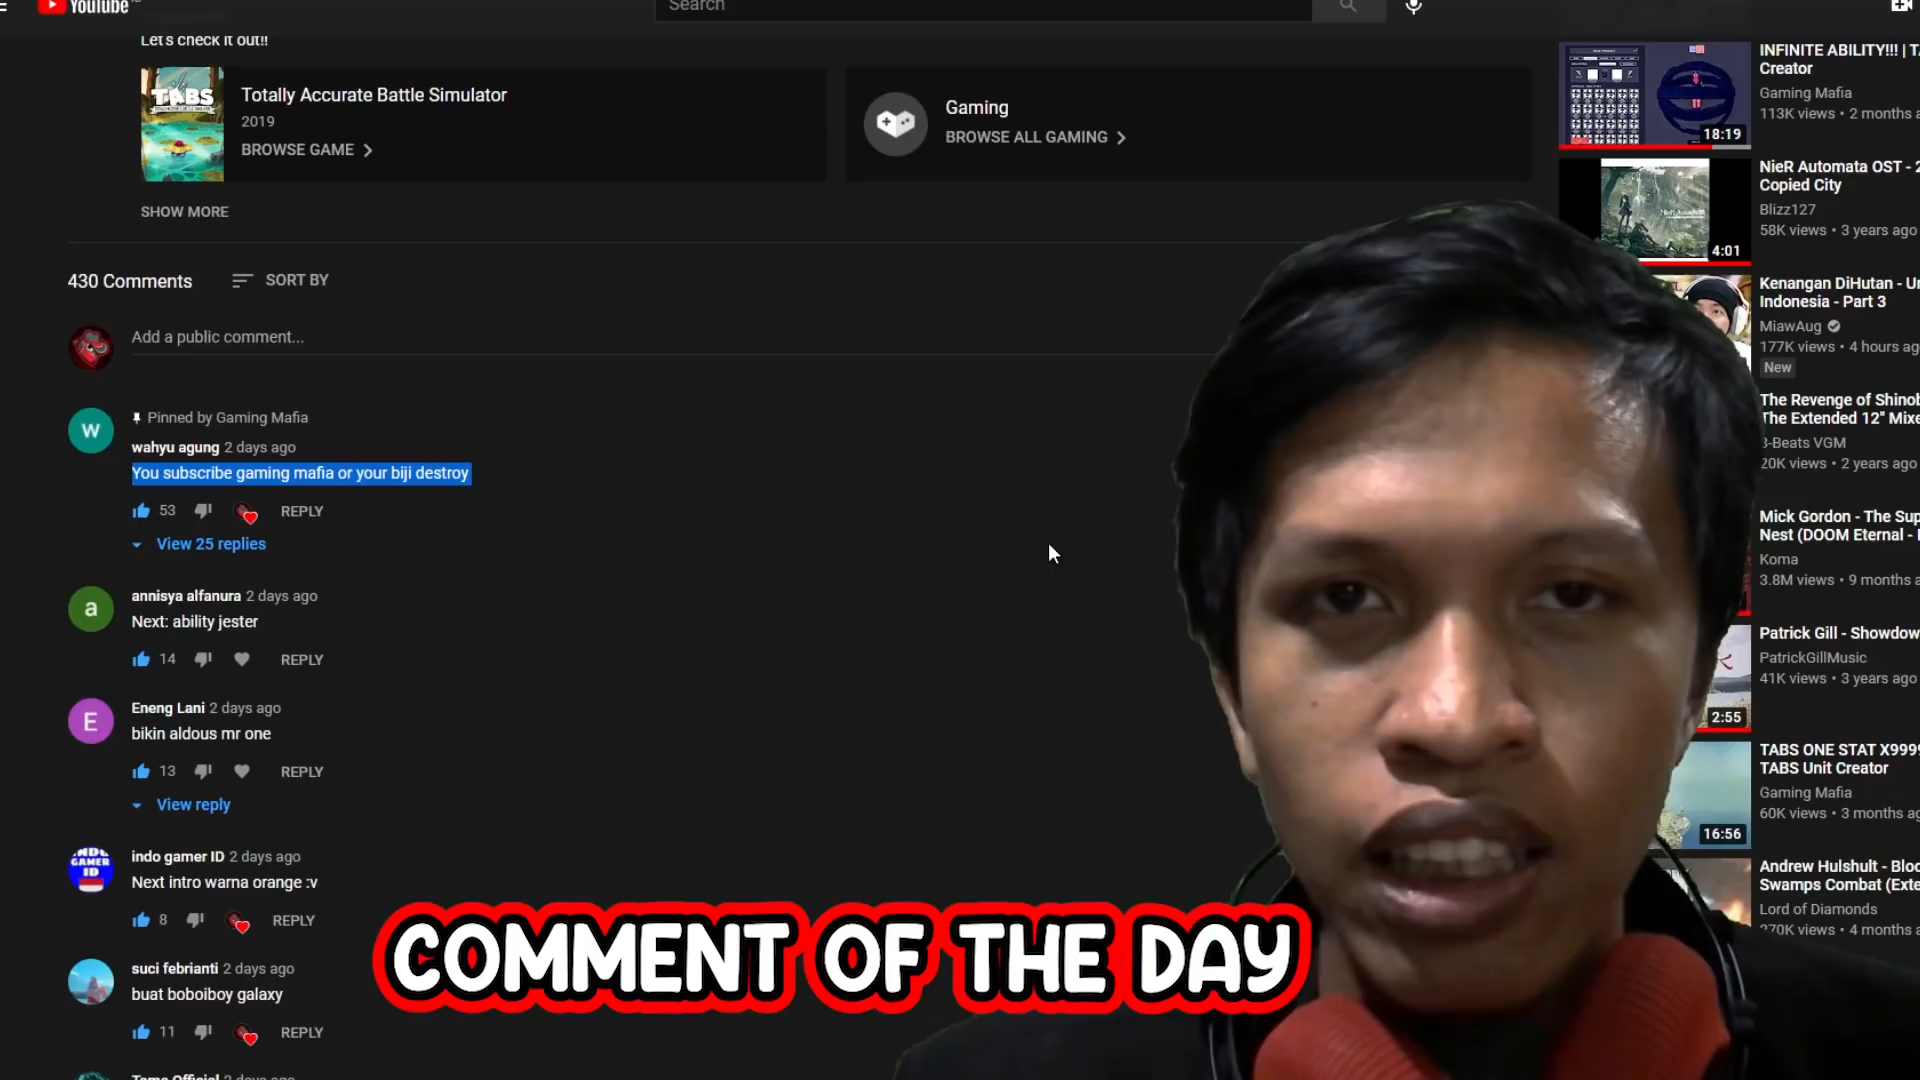 YouTube
Search
Let's check it out!!
TABS
Totally Accurate Battle Simulator
2019
BROWSE GAME
Gaming
BROWSE ALL GAMING
SHOW MORE
430 Comments
SORT BY
Add a public comment...
W
Pinned by Gaming Mafia
wahyu agung 2 days ago
You subscribe gaming mafia or your biji destroy
53
REPLY
View 25 replies
a
annisya alfanura 2 days ago
Next: ability jester
14
REPLY
E
Eneng Lani 2 days ago
bikin aldous mr one
13
REPLY
View reply
GAMER
ID
indo gamer ID 2 days ago
Next intro warna orange :v
8
REPLY
suci febrianti 2 days ago
buat boboiboy galaxy
11
REPLY
COMMENT OF THE DAY
18:19
INFINITE ABILITY!!! |
Creator
Gaming Mafia
113K views • 2 months
4:01
NieR Automata OST -
Copied City
Blizz127
58K views • 3 years ago
Kenangan DiHutan -
Indonesia - Part 3
MiawAug
177K views • 4 hours
New
The Revenge of
The Extended 12"
VGM
20K views • 2 years ago
Mick Gordon - The
Nest (DOOM Eternal -
Koma
3.8M views • 9 months
2:55
Patrick Gill - Showdow
PatrickGillMusic
41K views • 3 years ago
16:56
TABS ONE STAT
TABS Unit Creator
Gaming Mafia
60K views • 3 months
Andrew Hulshult -
Swamps Combat
Lord of Diamonds
270K views • 4 months